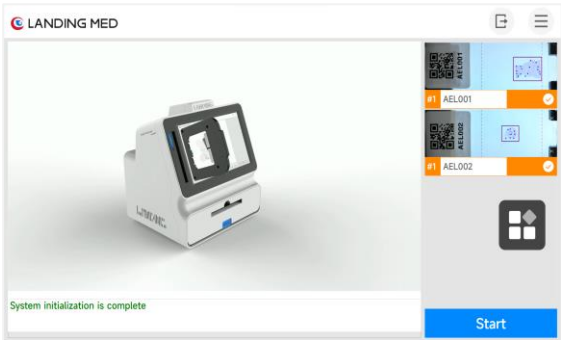 LANDING MED
AEL001
#1 AEL001
AEL002
#1 AEL002
System initialization is complete
Start